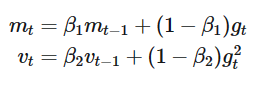 m_t = β_1 m_{t−1} + (1 − β_1) g_t
v_t = β_2 v_{t−1} + (1 − β_2) g_t^2